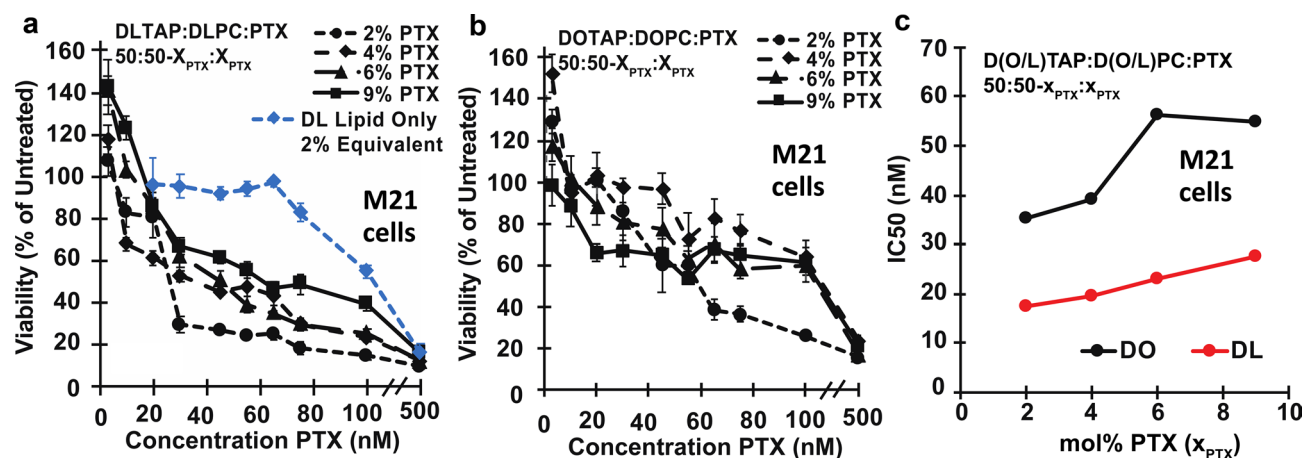 a
DLTAP:DLPC:PTX
50:50-XPTX:XPTX
2% PTX
4% PTX
6% PTX
9% PTX
DL Lipid Only
2% Equivalent
M21
cells
Viability (% of Untreated)
160
140
120
100
80
60
40
20
0
0 20 40 60 80 100 500
Concentration PTX (nM)
b
DOTAP:DOPC:PTX
50:50-XPTX:XPTX
2% PTX
4% PTX
6% PTX
9% PTX
M21
cells
Viability (% of Untreated)
160
140
120
100
80
60
40
20
0
0 20 40 60 80 100 500
Concentration PTX (nM)
c
D(O/L)TAP:D(O/L)PC:PTX
50:50-xPTX:xPTX
M21
cells
IC50 (nM)
70
60
50
40
30
20
10
0
DO DL
0 2 4 6 8 10
mol% PTX (xPTX)